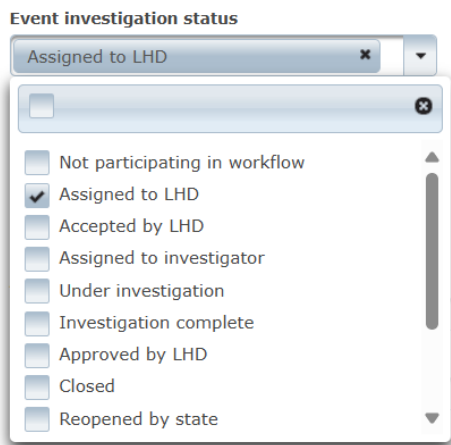 Event investigation status
Assigned to LHD
Not participating in workflow
Assigned to LHD
Accepted by LHD
Assigned to investigator
Under investigation
Investigation complete
Approved by LHD
Closed
Reopened by state